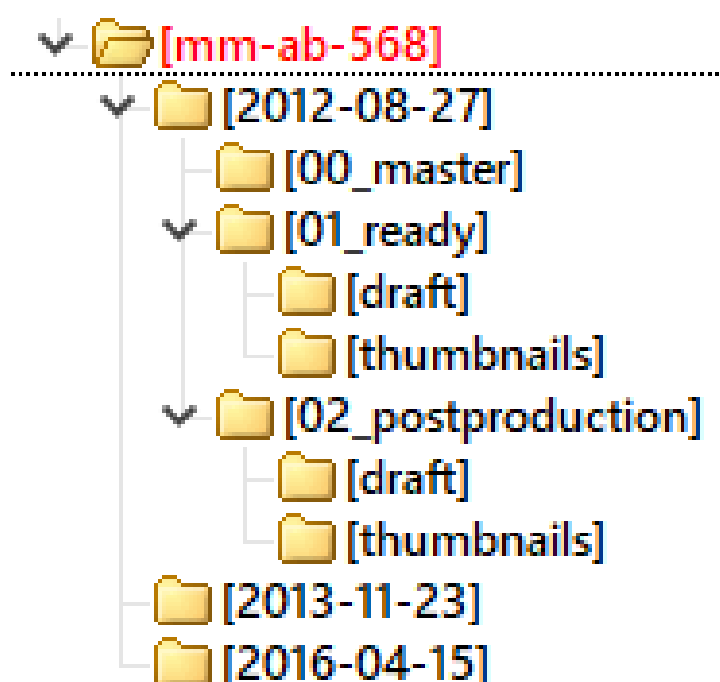 [mm-ab-568]
[2012-08-27]
[00_master]
[01_ready]
[draft]
[thumbnails]
[02_postproduction]
[draft]
[thumbnails]
[2013-11-23]
[2016-04-15]